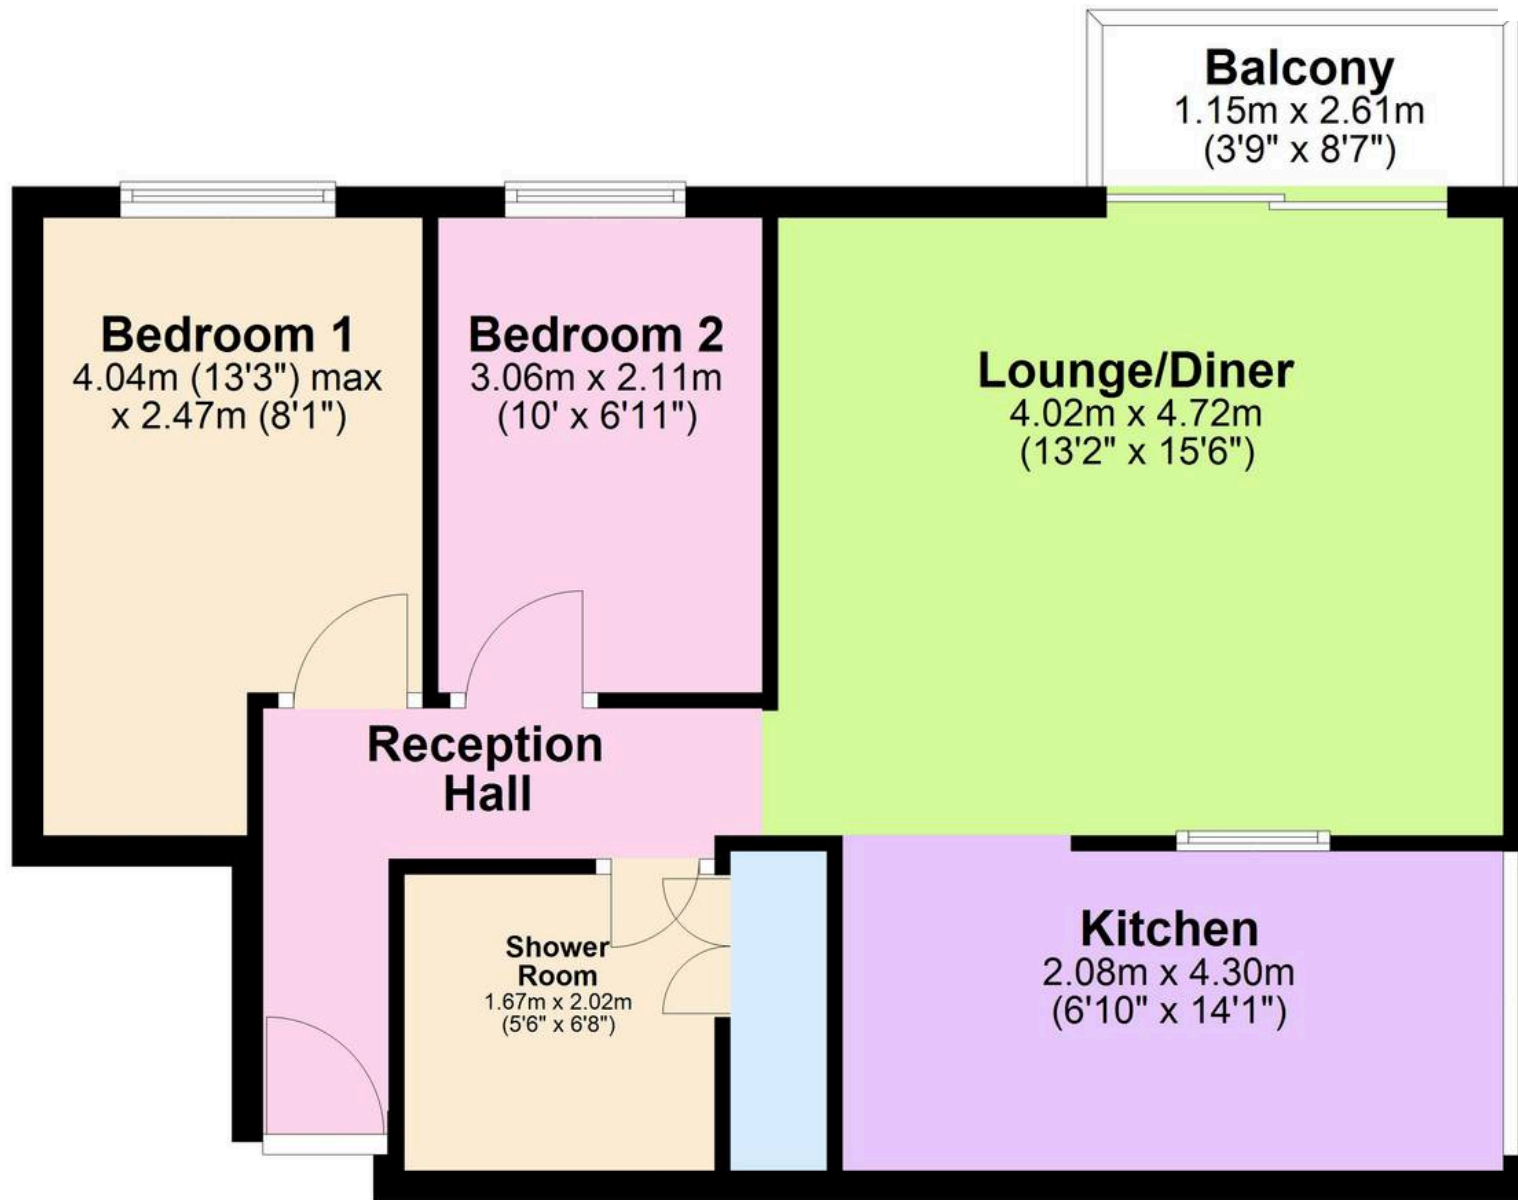 Balcony
1.15m x 2.61m
(3'9" x 8'7")
Bedroom 1
4.04m (13'3") max
x 2.47m (8'1")
Bedroom 2
3.06m x 2.11m
(10' x 6'11")
Lounge/Diner
4.02m x 4.72m
(13'2" x 15'6")
Reception
Hall
Shower
Room
1.67m x 2.02m
(5'6" x 6'8")
Kitchen
2.08m x 4.30m
(6'10" x 14'1")